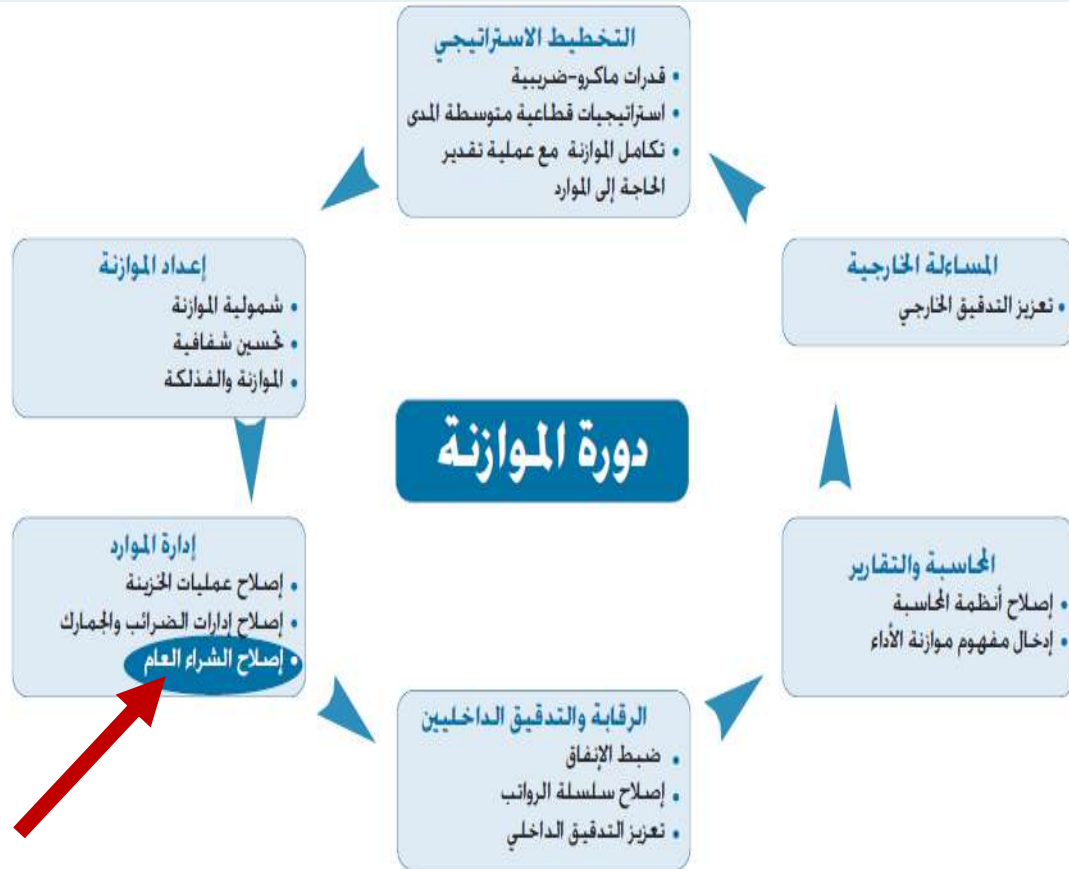 التخطيط الاستراتيجي
• قدرات ماكرو-ضريبية
• استراتيجيات قطاعية متوسطة المدى
• تكامل الموازنة مع عملية تقدير
الحاجة إلى الموارد
إعداد الموازنة
• شمولية الموازنة
• تحسين شفافية
• الموازنة والفذلكة
المساءلة الخارجية
• تعزيز التدقيق الخارجي
دورة الموازنة
إدارة الموارد
• إصلاح عمليات الخزينة
• إصلاح إدارات الضرائب والجمارك
• إصلاح الشراء العام
المحاسبة والتقارير
• إصلاح أنظمة المحاسبة
• إدخال مفهوم موازنة الأداء
الرقابة والتدقيق الداخليين
• ضبط الإنفاق
• إصلاح سلسلة الرواتب
• تعزيز التدقيق الداخلي